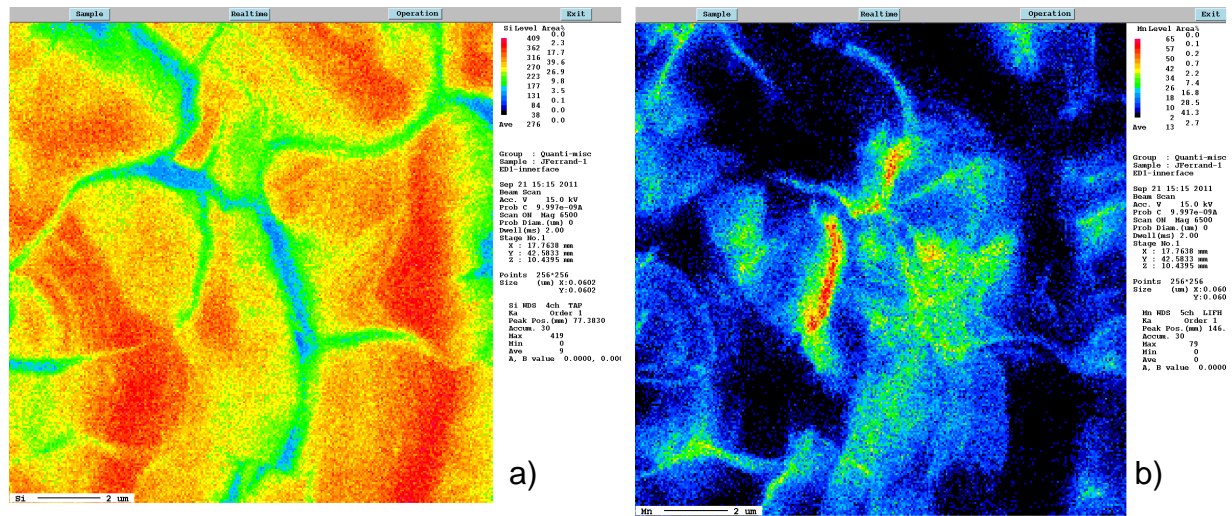 Sample Realtime Operation Exit
Si Level Area%
0.0
409
2.3
362
17.7
316
39.6
270
26.9
223
9.8
177
3.5
131
0.1
84
0.0
38
0.0
Ave 276
Group : Quanti-misc
Sample : JFerrand-1
ED1-innerface
Sep 21 15:15 2011
Beam Scan
Acc. V 15.0 kV
Prob C 9.997e-09A
Scan ON Mag 6500
Prob Diam.(um) 0
Dwell(ms) 2.00
Stage No.1
X : 17.7638 mm
Y : 42.5833 mm
Z : 10.4395 mm
Points 256*256
Size (um) X:0.0602
Y:0.0602
Si WDS 4ch TAP
Ka Order 1
Peak Pos.(mm) 77.3830
Accum. 30
Max 419
Min 0
Ave 9
A, B value 0.0000, 0.000
Si 2 um
a)
Sample Realtime Operation Exit
Mn Level Area%
0.0
65
0.1
57
0.2
50
0.7
42
2.2
34
7.4
26
16.8
18
28.5
10
41.3
2
2.7
Ave 13
Group : Quanti-misc
Sample : JFerrand-1
ED1-innerface
Sep 21 15:15 2011
Beam Scan
Acc. V 15.0 kV
Prob C 9.997e-09A
Scan ON Mag 6500
Prob Diam.(um) 0
Dwell(ms) 2.00
Stage No.1
X : 17.7638 mm
Y : 42.5833 mm
Z : 10.4395 mm
Points 256*256
Size (um) X:0.060
Y:0.060
Mn WDS 5ch LIFH
Ka Order 1
Peak Pos.(mm) 146.
Accum. 30
Max 79
Min 0
Ave 0
A, B value 0.0000
Mn 2 um
b)